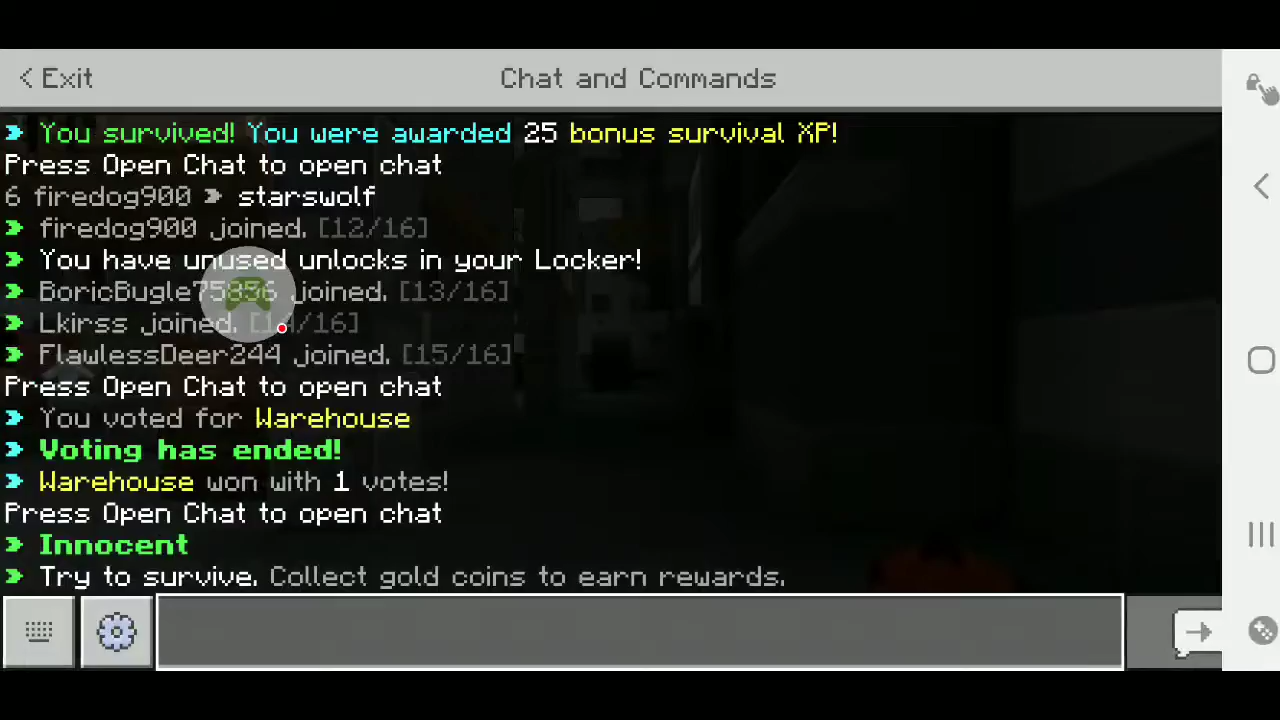 < Exit
Chat and Commands
You survived! You were awarded 25 bonus survival XP!
Press Open Chat to open chat
6 firedog900 » starswolf
firedog900 joined. [12/16]
You have unused unlocks in your Locker!
BoricBugle75856 joined. [13/16]
Lkirss joined. [14/16]
FlawlessDeer244 joined. [15/16]
Press Open Chat to open chat
You voted for Warehouse
Voting has ended!
Warehouse won with 1 votes!
Press Open Chat to open chat
Innocent
Try to survive. Collect gold coins to earn rewards.